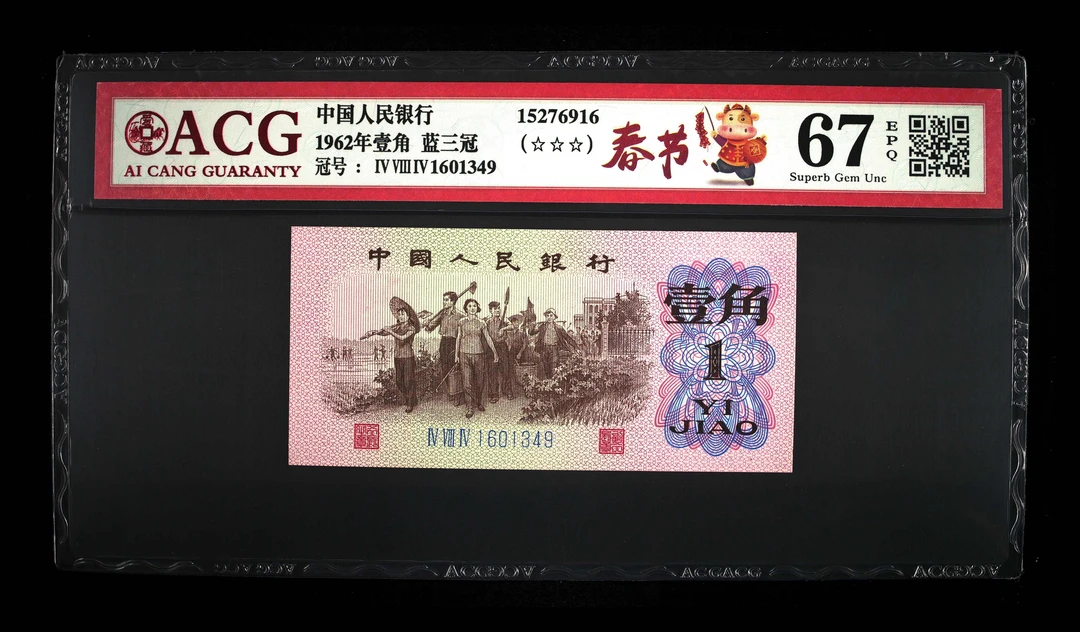 ACG
AI CANG GUARANTY
中国人民银行
1962年壹角 蓝三冠
冠号： ⅣⅧⅣ1601349
15276916
(☆☆☆)
春节
67
EPQ
Superb Gem Unc
中國人民銀行
壹角
1
YI
JIAO
ⅣⅧⅣ1601349